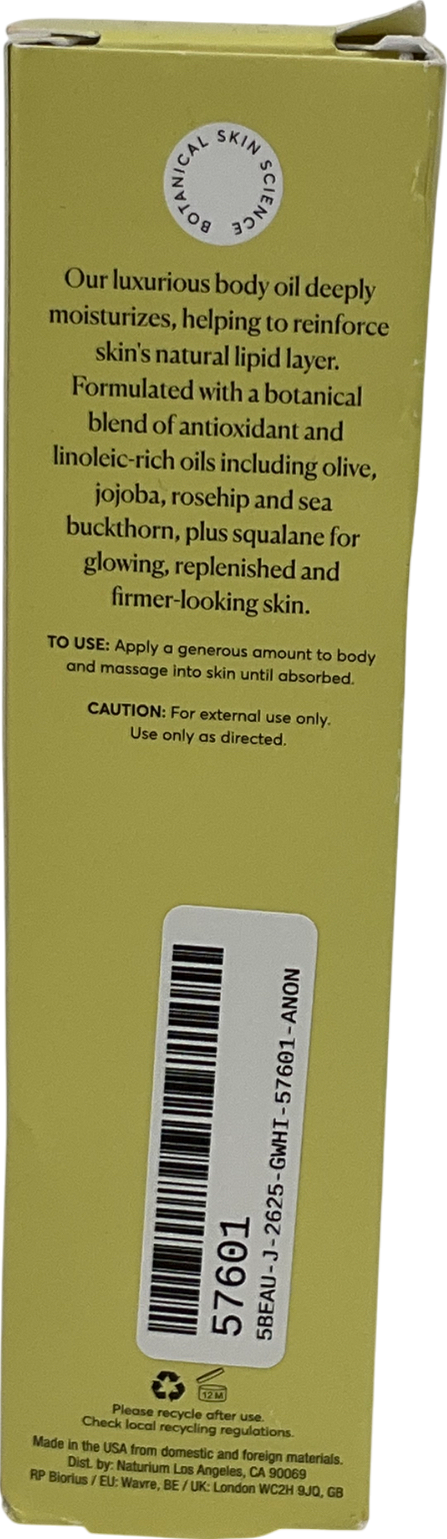 BOTANICAL SKIN SCIENCE
Our luxurious body oil deeply
moisturizes, helping to reinforce
skin's natural lipid layer.
Formulated with a botanical
blend of antioxidant and
linoleic-rich oils including olive,
jojoba, rosehip and sea
buckthorn, plus squalane for
glowing, replenished and
firmer-looking skin.
TO USE: Apply a generous amount to body
and massage into skin until absorbed.
CAUTION: For external use only.
Use only as directed.
57601
5BEAU-J-2625-GWHI-57601-ANON
12 M
Please recycle after use.
Check local recycling regulations.
Made in the USA from domestic and foreign materials.
Dist. by: Naturium Los Angeles, CA 90069
RP Biorius / EU: Wavre, BE / UK: London WC2H 9JQ, GB